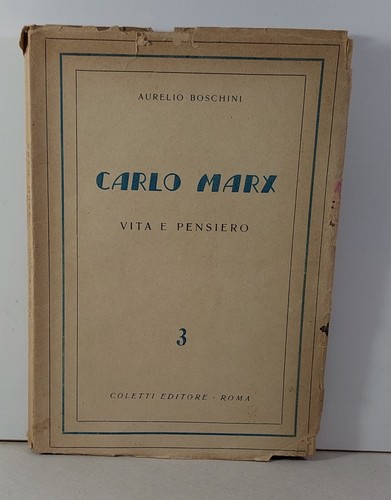 AURELIO BOSCHINI
CARLO MARX
VITA E PENSIERO
3
COLETTI EDITORE - ROMA